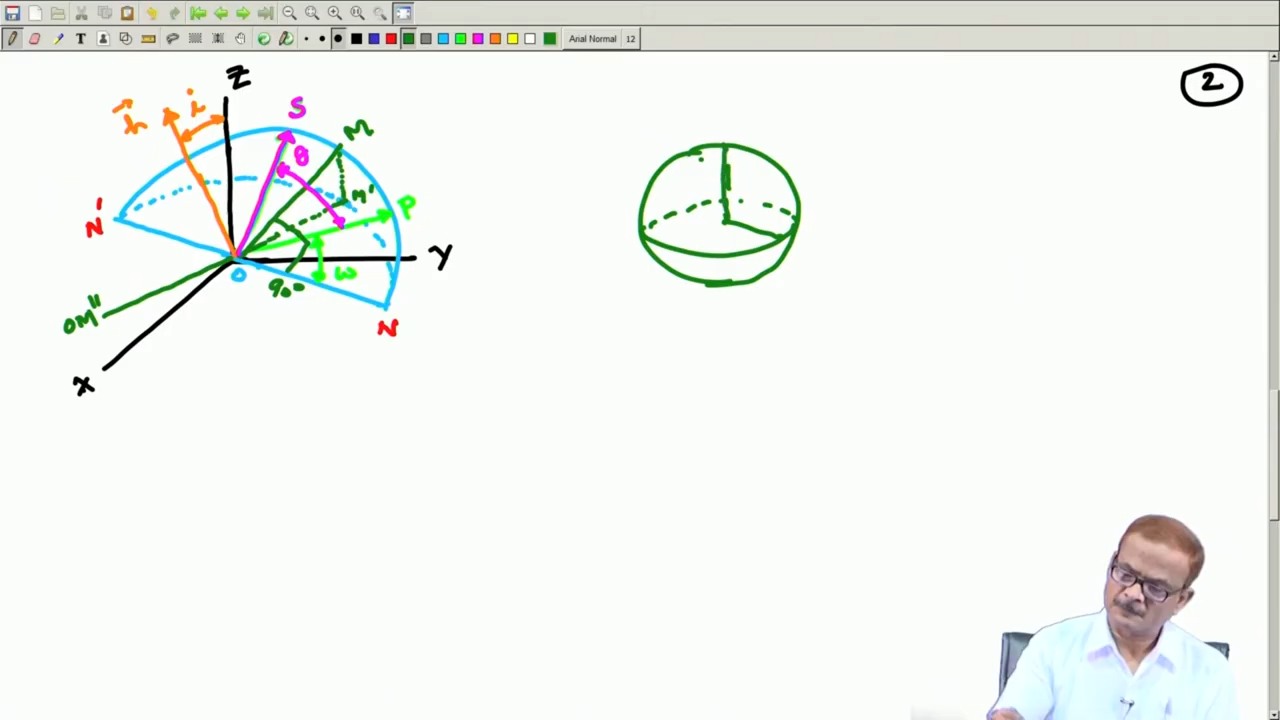 Arial Normal 12
2
Z
h i S M
θ
M'
P
N'
Y
O 90° ω
OM"
N
X